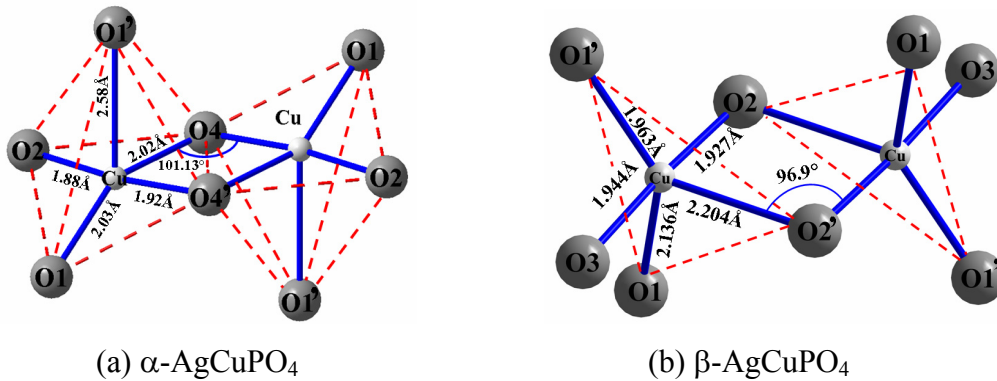 O1' O1 O1' O1 O3
2.58Å O4 Cu O2
O2 2.02Å 1.963Å 1.927Å Cu
1.88Å Cu 101.13° O2 1.944Å Cu 96.9°
1.92Å O4' 2.204Å O2'
2.03Å 2.136Å
O1 O1' O3 O1 O1'
(a) α-AgCuPO4 (b) β-AgCuPO4